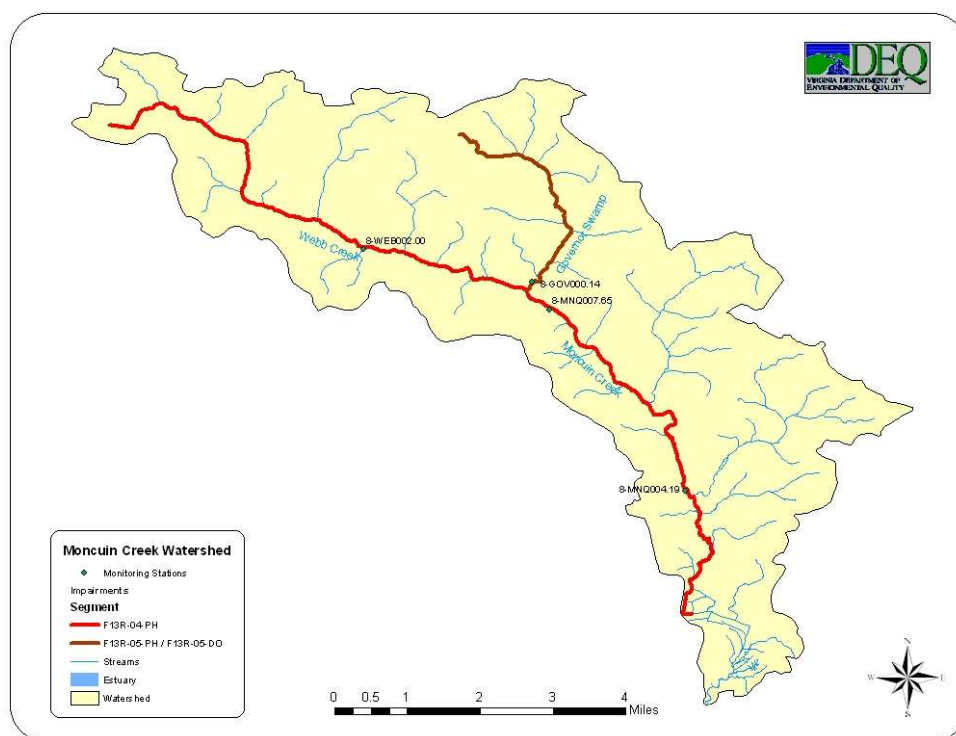 DEQ
VIRGINIA DEPARTMENT OF
ENVIRONMENTAL QUALITY
Webb Creek
8-WEB002.00
Governor Swamp
8-GOV000.14
8-MNQ007.65
Moncuin Creek
8-MNQ004.19
Moncuin Creek Watershed
Monitoring Stations
Impairments
Segment
F13R-04-PH
F13R-05-PH / F13R-05-DO
Streams
Estuary
Watershed
0 0.5 1 2 3 4
Miles
N
W E
S